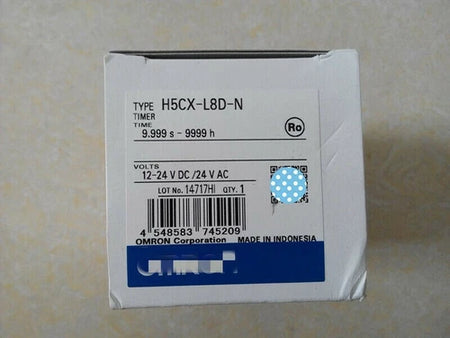 TYPE H5CX-L8D-N
TIMER
TIME
9.999 s - 9999 h
Ro
VOLTS
12-24 V DC /24 V AC
LOT No. 14717HI QTY. 1
4 548583 745209
OMRON Corporation MADE IN INDONESIA